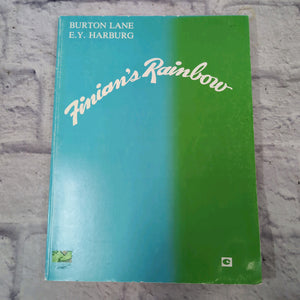 BURTON LANE
E.Y. HARBURG
Finian's Rainbow